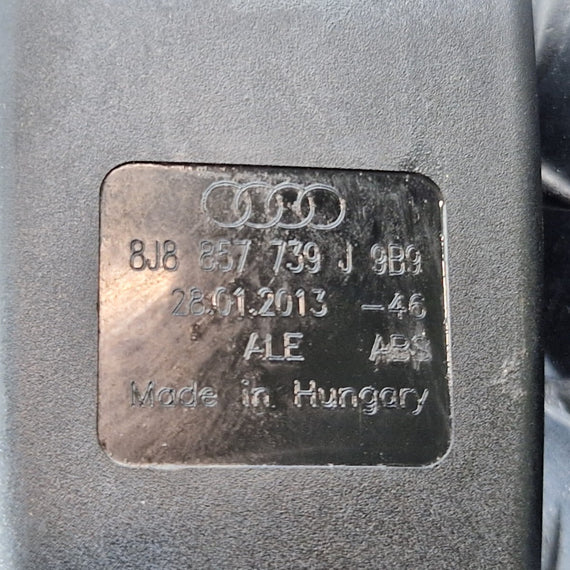 8J8 857 739 J 9B9
28.01.2013 -46
ALE ABS
Made in Hungary